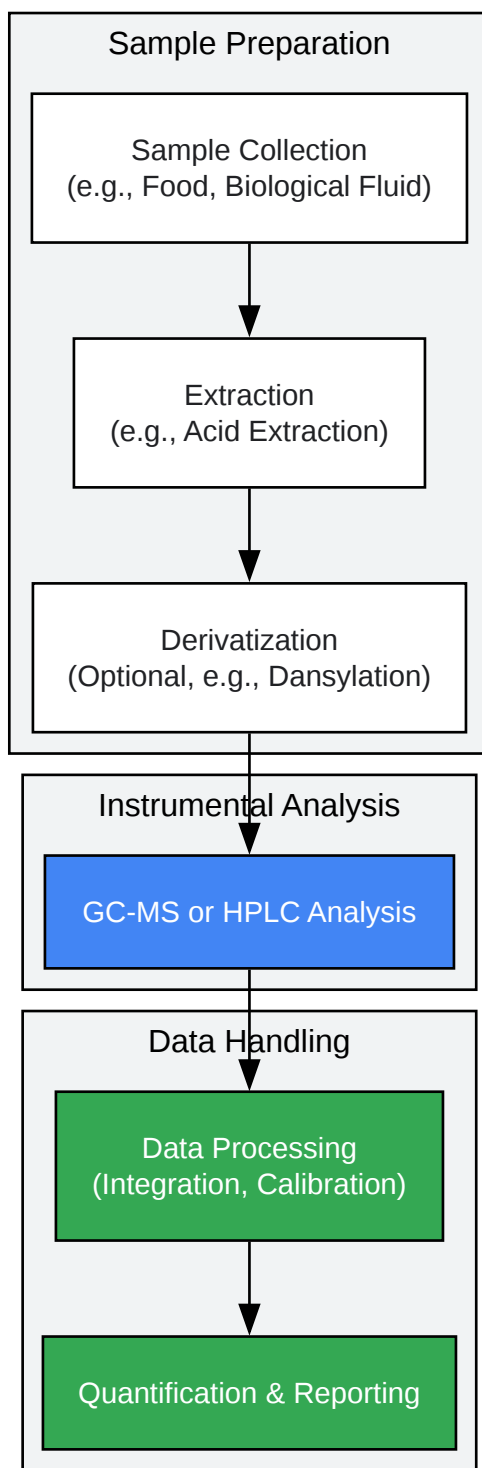 Sample Preparation
Sample Collection
(e.g., Food, Biological Fluid)
Extraction
(e.g., Acid Extraction)
Derivatization
(Optional, e.g., Dansylation)
Instrumental Analysis
GC-MS or HPLC Analysis
Data Handling
Data Processing
(Integration, Calibration)
Quantification & Reporting